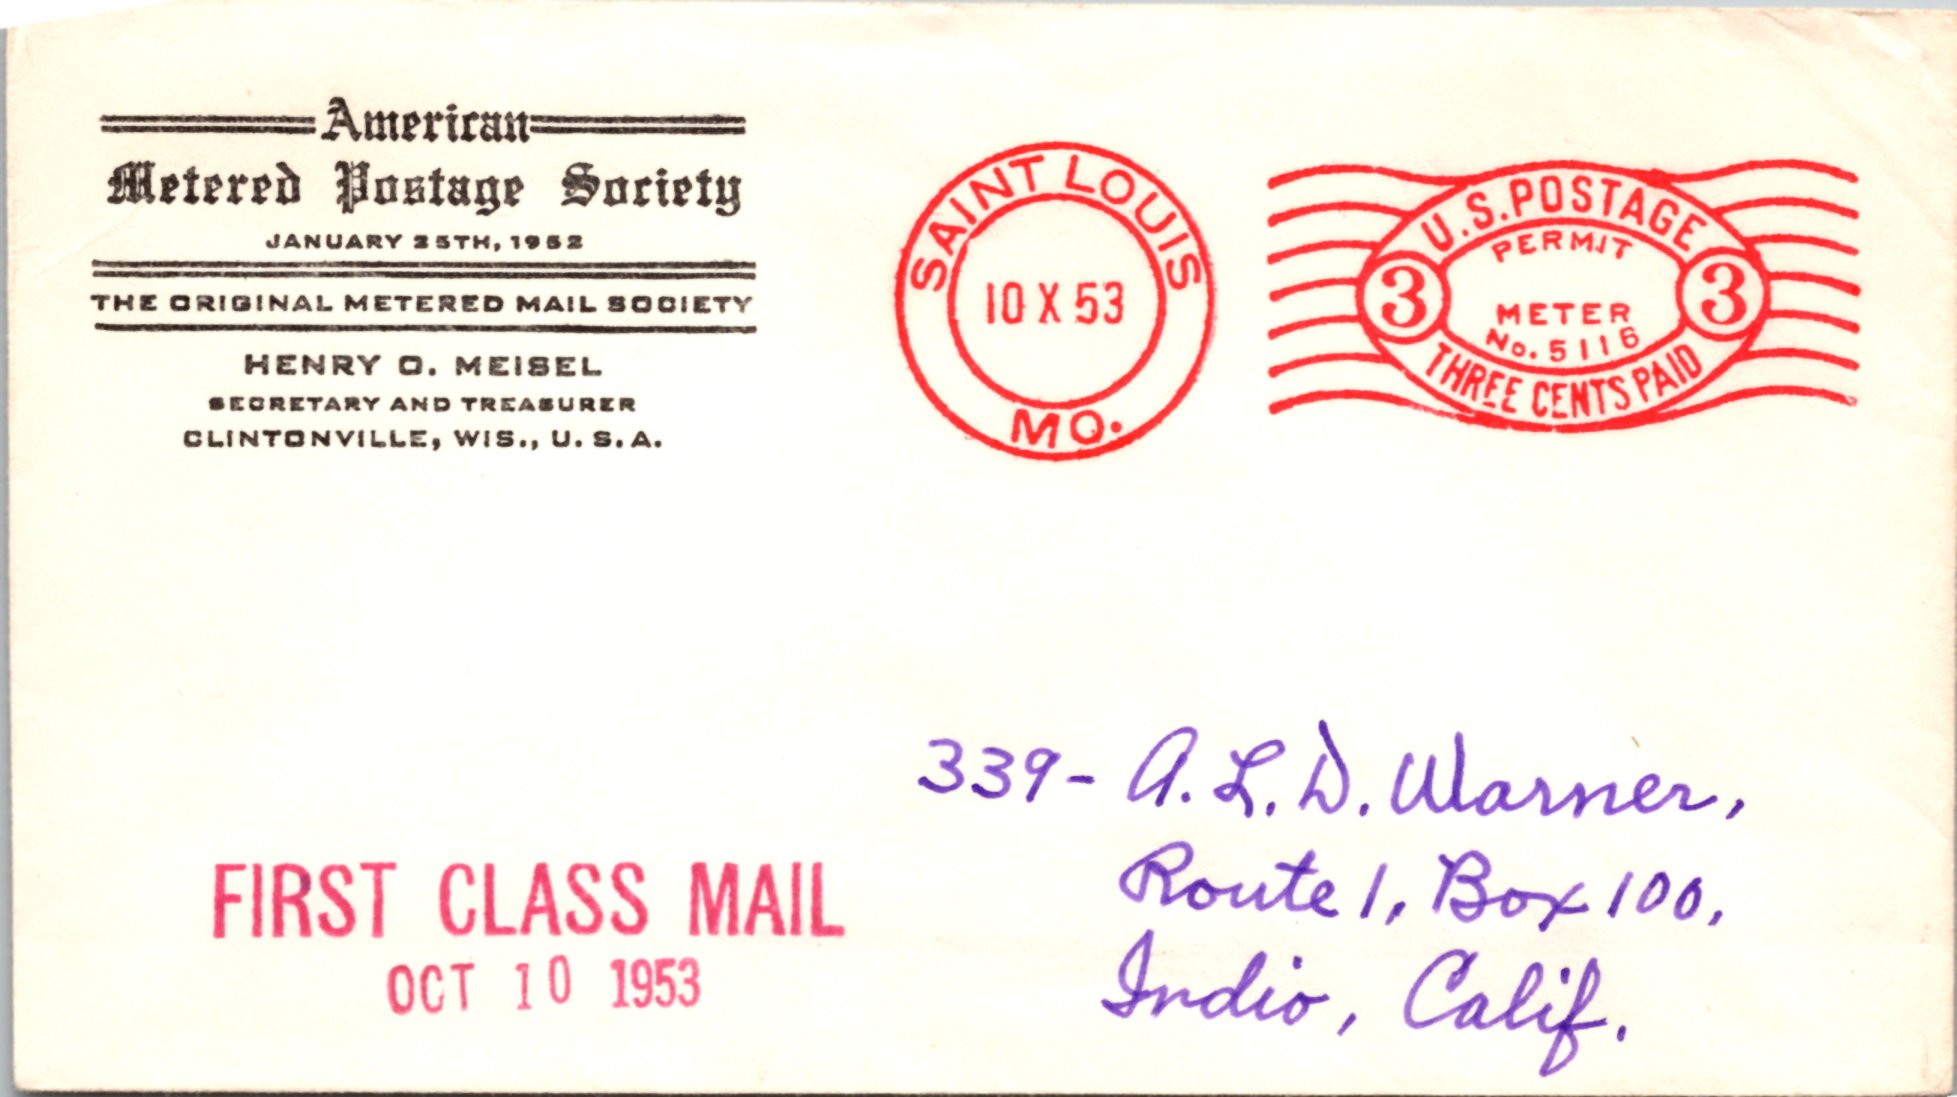 American
Metered Postage Society
JANUARY 25TH, 1952
THE ORIGINAL METERED MAIL SOCIETY
HENRY O. MEISEL
SECRETARY AND TREASURER
CLINTONVILLE, WIS., U. S. A.
SAINT LOUIS
10 X 53
MO.
U.S. POSTAGE
PERMIT
3 3
METER
No. 5116
THREE CENTS PAID
339- A. L. D. Warner,
Route 1, Box 100,
Indio, Calif.
FIRST CLASS MAIL
OCT 10 1953